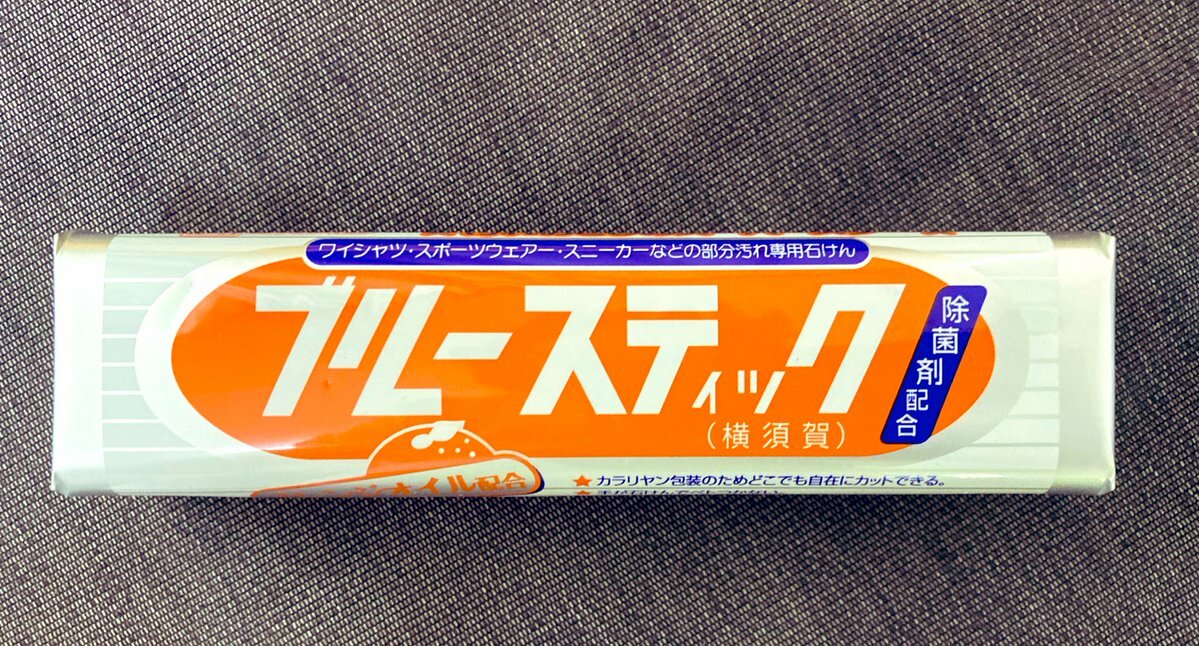 ワイシャツ・スポーツウェアー・スニーカーなどの部分汚れ専用石けん
ブルースティック
(横須賀)
除菌剤配合
オイル配合
★カラリヤン包装のためどこでも自在にカットできる。